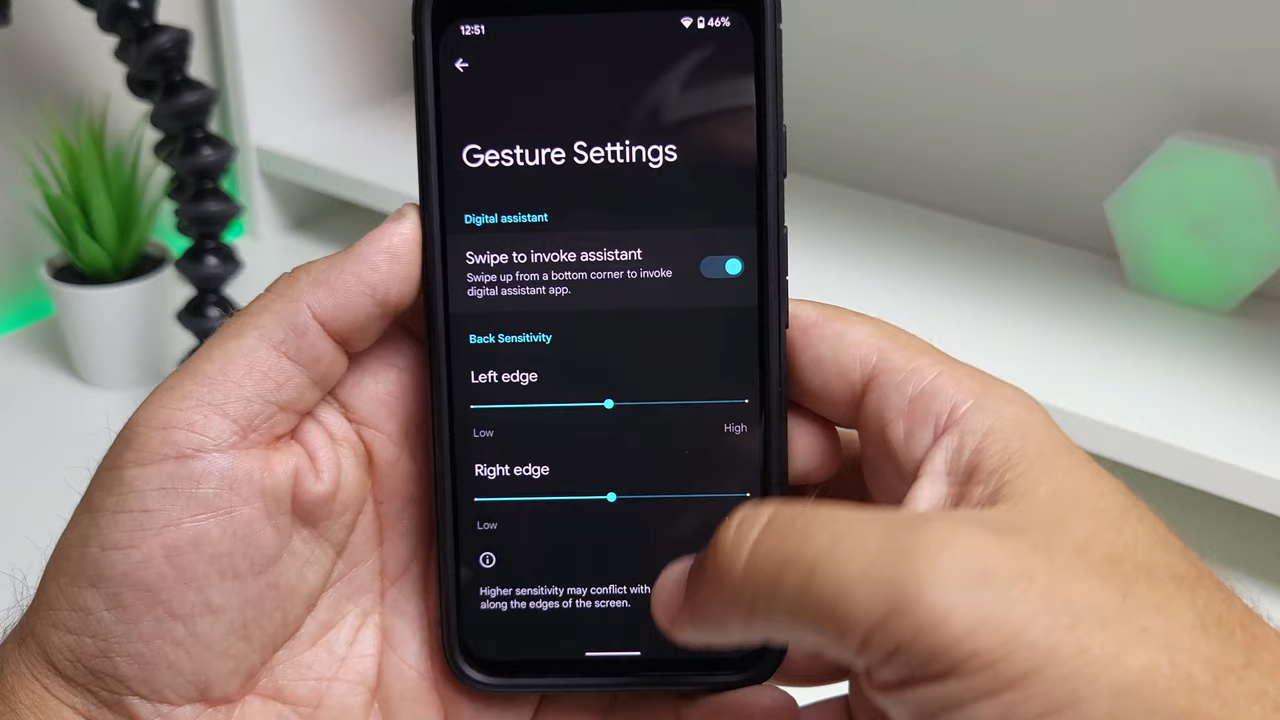 12:51 46%
Gesture Settings
Digital assistant
Swipe to invoke assistant
Swipe up from a bottom corner to invoke
digital assistant app.
Back Sensitivity
Left edge
Low High
Right edge
Low
Higher sensitivity may conflict with
along the edges of the screen.